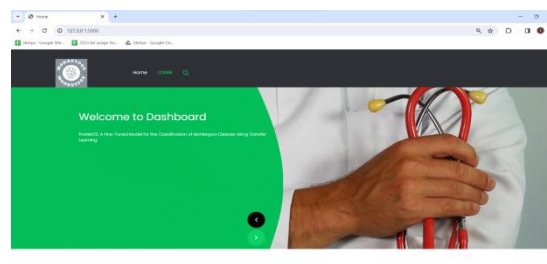 Home
127.0.0.1:5000
Home LOGIN
Welcome to Dashboard
A Fine-Tuned Model for the Classification of Monkeypox Disease Using Transfer
Learning